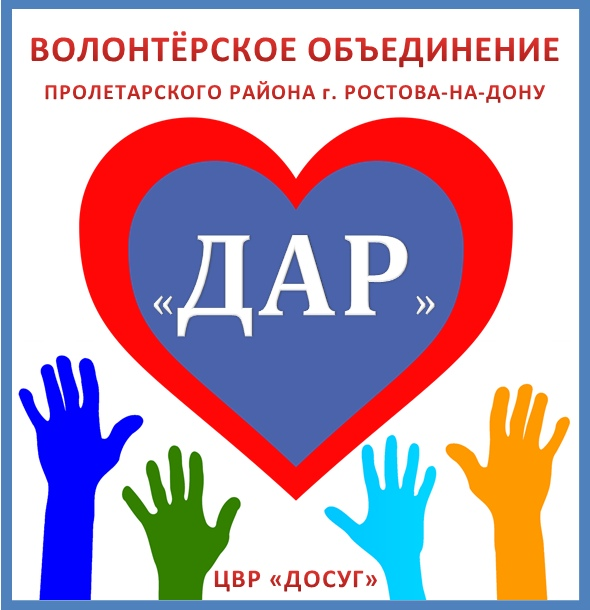 ВОЛОНТЁРСКОЕ ОБЪЕДИНЕНИЕ
ПРОЛЕТАРСКОГО РАЙОНА г. РОСТОВА-НА-ДОНУ
«ДАР»
ЦВР «ДОСУГ»